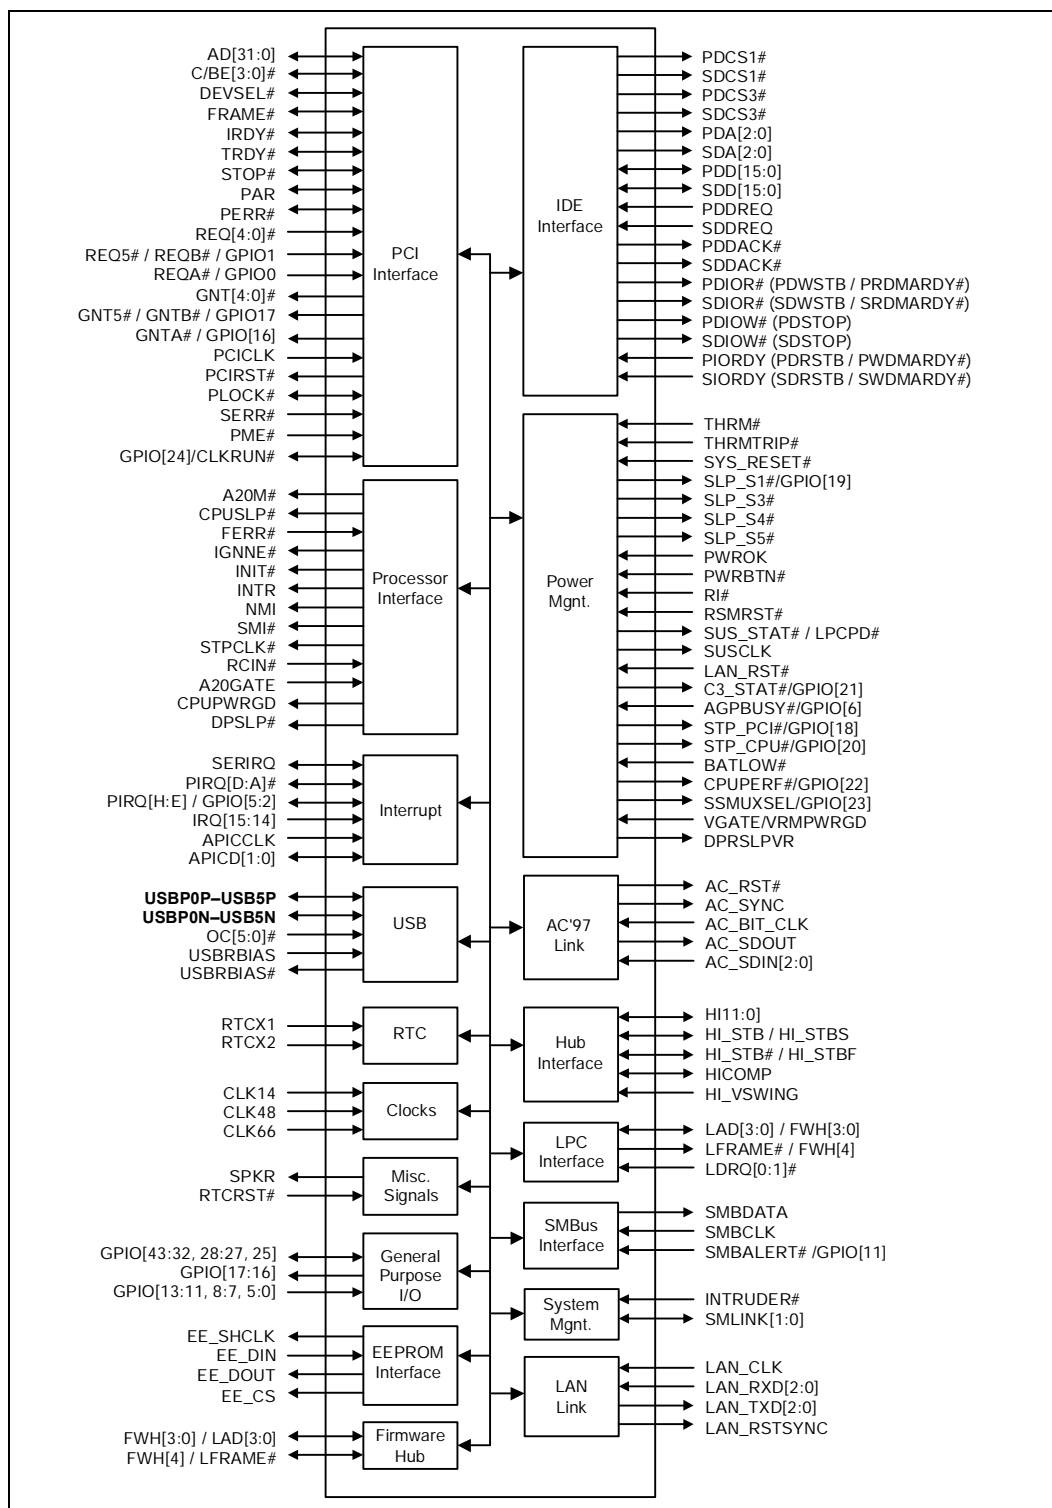 AD[31:0]
C/BE[3:0]#
DEVSEL#
FRAME#
IRDY#
TRDY#
STOP#
PAR
PERR#
REQ[4:0]#
REQ5# / REQB# / GPIO1
REQA# / GPIO0
GNT[4:0]#
GNT5# / GNTB# / GPIO17
GNTA# / GPIO[16]
PCICLK
PCIRST#
PLOCK#
SERR#
PME#
GPIO[24]/CLKRUN#
PCI
Interface
A20M#
CPUSLP#
FERR#
IGNNE#
INIT#
INTR
NMI
SMI#
STPCLK#
RCIN#
A20GATE
CPUPWRGD
DPSLP#
Processor
Interface
SERIRQ
PIRQ[D:A]#
PIRQ[H:E] / GPIO[5:2]
IRQ[15:14]
APICCLK
APICD[1:0]
Interrupt
USBP0P–USB5P
USBP0N–USB5N
OC[5:0]#
USBRBIAS
USBRBIAS#
USB
RTCX1
RTCX2
RTC
CLK14
CLK48
CLK66
Clocks
SPKR
RTCRST#
Misc.
Signals
GPIO[43:32, 28:27, 25]
GPIO[17:16]
GPIO[13:11, 8:7, 5:0]
General
Purpose
I/O
EE_SHCLK
EE_DIN
EE_DOUT
EE_CS
EEPROM
Interface
FWH[3:0] / LAD[3:0]
FWH[4] / LFRAME#
Firmware
Hub
IDE
Interface
PDCS1#
SDCS1#
PDCS3#
SDCS3#
PDA[2:0]
SDA[2:0]
PDD[15:0]
SDD[15:0]
PDDREQ
SDDREQ
PDDACK#
SDDACK#
PDIOR# (PDWSTB / PRDMARDY#)
SDIOR# (SDWSTB / SRDMARDY#)
PDIOW# (PDSTOP)
SDIOW# (SDSTOP)
PIORDY (PDRSTB / PWDMARDY#)
SIORDY (SDRSTB / SWDMARDY#)
Power
Mgnt.
THRM#
THRMTRIP#
SYS_RESET#
SLP_S1#/GPIO[19]
SLP_S3#
SLP_S4#
SLP_S5#
PWROK
PWRBTN#
RI#
RSMRST#
SUS_STAT# / LPCPD#
SUSCLK
LAN_RST#
C3_STAT#/GPIO[21]
AGPBUSY#/GPIO[6]
STP_PCI#/GPIO[18]
STP_CPU#/GPIO[20]
BATLOW#
CPUPERF#/GPIO[22]
SSMUXSEL/GPIO[23]
VGATE/VRMPWRGD
DPRSLPVR
AC'97
Link
AC_RST#
AC_SYNC
AC_BIT_CLK
AC_SDOUT
AC_SDIN[2:0]
Hub
Interface
HI11:0]
HI_STB / HI_STBS
HI_STB# / HI_STBF
HICOMP
HI_VSWING
LPC
Interface
LAD[3:0] / FWH[3:0]
LFRAME# / FWH[4]
LDRQ[0:1]#
SMBus
Interface
SMBDATA
SMBCLK
SMBALERT# /GPIO[11]
System
Mgnt.
INTRUDER#
SMLINK[1:0]
LAN
Link
LAN_CLK
LAN_RXD[2:0]
LAN_TXD[2:0]
LAN_RSTSYNC